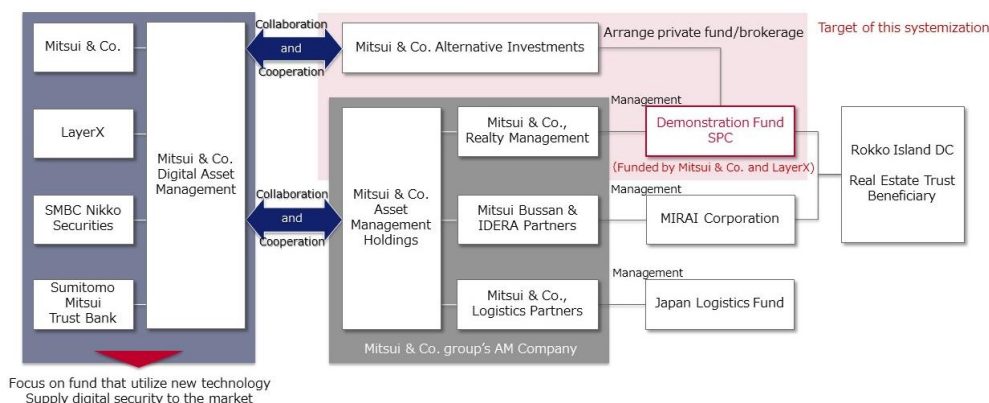 Collaboration
and
Cooperation
Mitsui & Co.
LayerX
SMBC Nikko
Securities
Sumitomo
Mitsui
Trust Bank
Mitsui & Co.
Digital Asset
Management
Collaboration
and
Cooperation
Focus on fund that utilize new technology
Supply digital security to the market
Mitsui & Co. Alternative Investments
Arrange private fund/brokerage
Target of this systemization
Mitsui & Co.
Asset
Management
Holdings
Mitsui & Co.,
Realty Management
Mitsui Bussan &
IDERA Partners
Mitsui & Co.,
Logistics Partners
Mitsui & Co. group's AM Company
Management
Demonstration Fund
SPC
(Funded by Mitsui & Co. and LayerX)
Management
MIRAI Corporation
Management
Japan Logistics Fund
Rokko Island DC
Real Estate Trust
Beneficiary